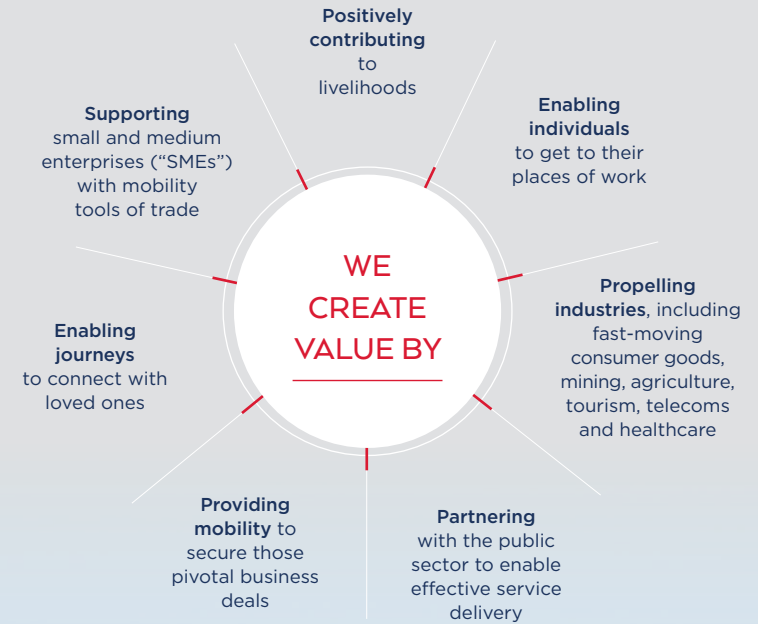 WE
CREATE
VALUE BY
Positively
contributing
to
livelihoods
Enabling
individuals
to get to their
places of work
Propelling
industries, including
fast-moving
consumer goods,
mining, agriculture,
tourism, telecoms
and healthcare
Partnering
with the public
sector to enable
effective service
delivery
Providing
mobility to
secure those
pivotal business
deals
Enabling
journeys
to connect with
loved ones
Supporting
small and medium
enterprises (“SMEs”)
with mobility
tools of trade